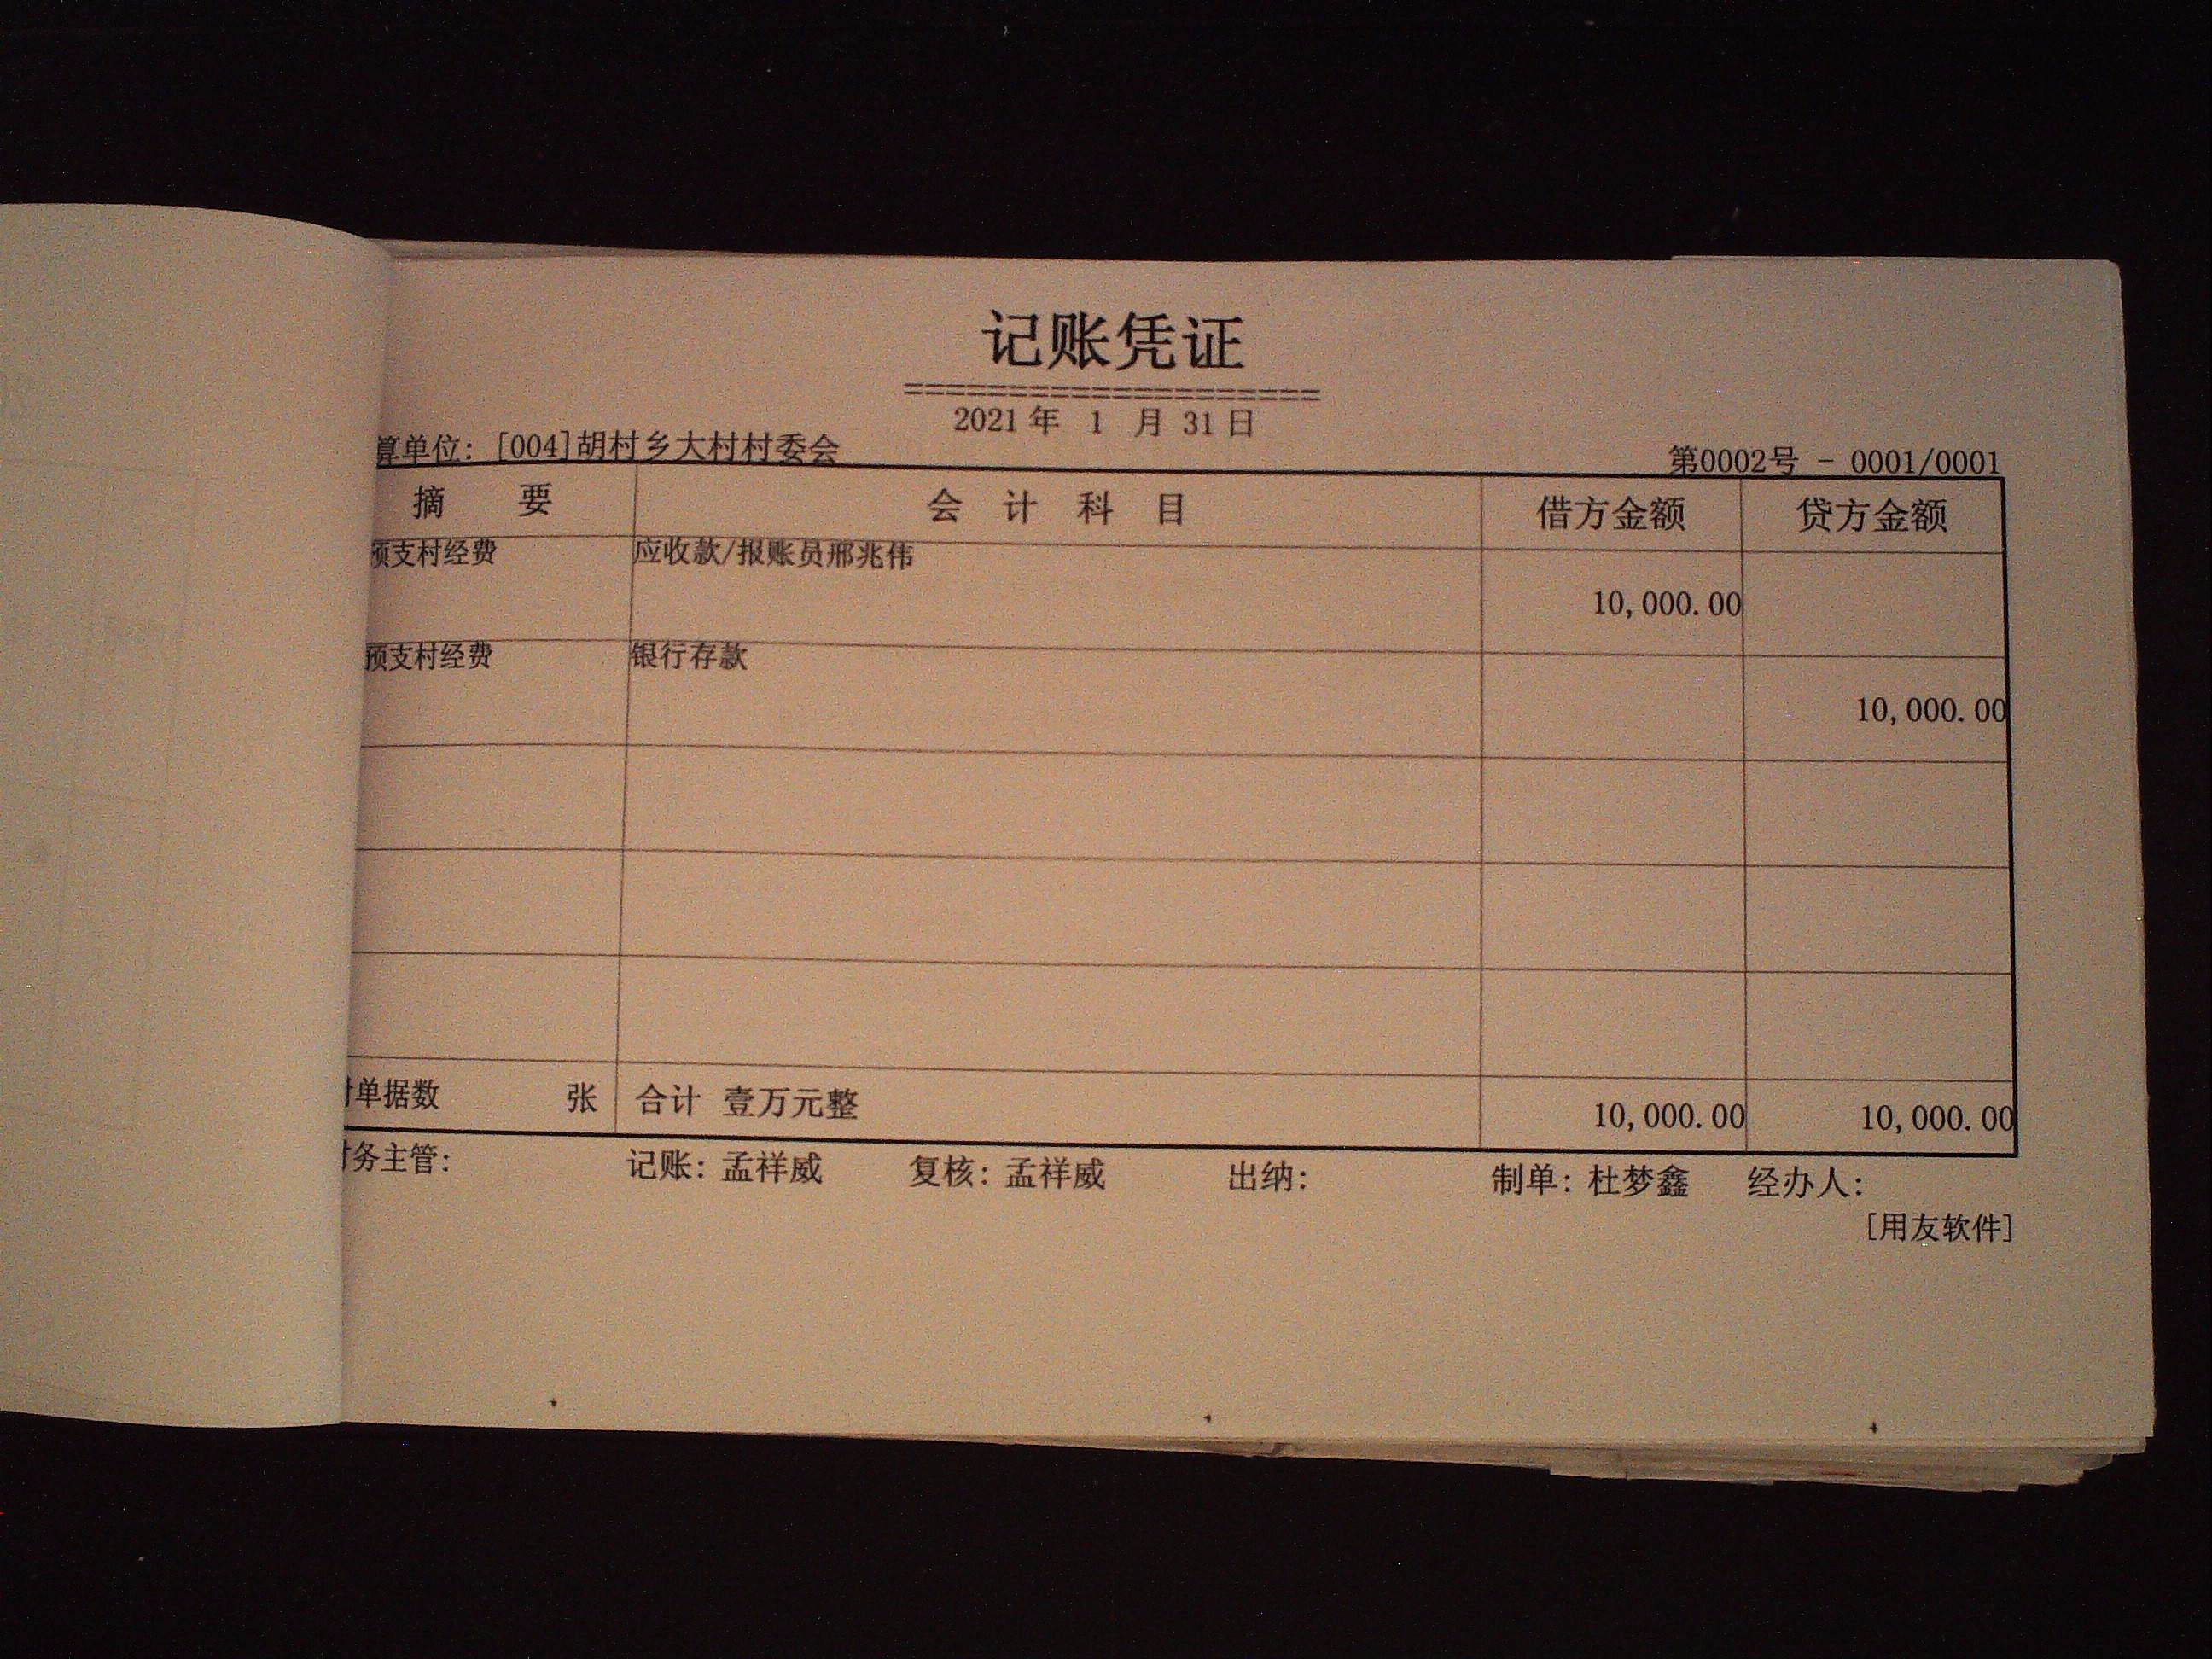 记账凭证
====================
2021 年 1 月 31 日
算单位: [004]胡村乡大村村委会
第0002号 - 0001/0001
摘 要 会 计 科 目 借方金额 贷方金额
预支村经费 应收款/报账员邢兆伟
10,000.00
预支村经费 银行存款
10,000.00
单据数 张 合计 壹万元整 10,000.00 10,000.00
务主管: 记账: 孟祥威 复核: 孟祥威 出纳: 制单: 杜梦鑫 经办人:
[用友软件]